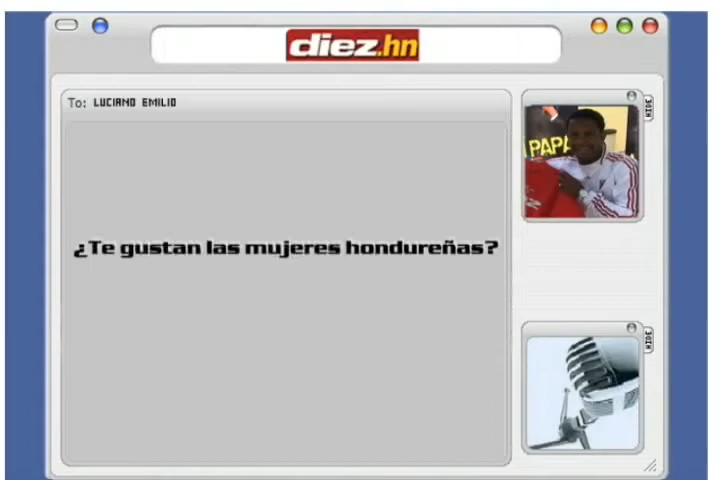 diez.hn
To: LUCIANO EMILIO
HIDE
PAPA
¿Te gustan las mujeres hondureñas?
HIDE